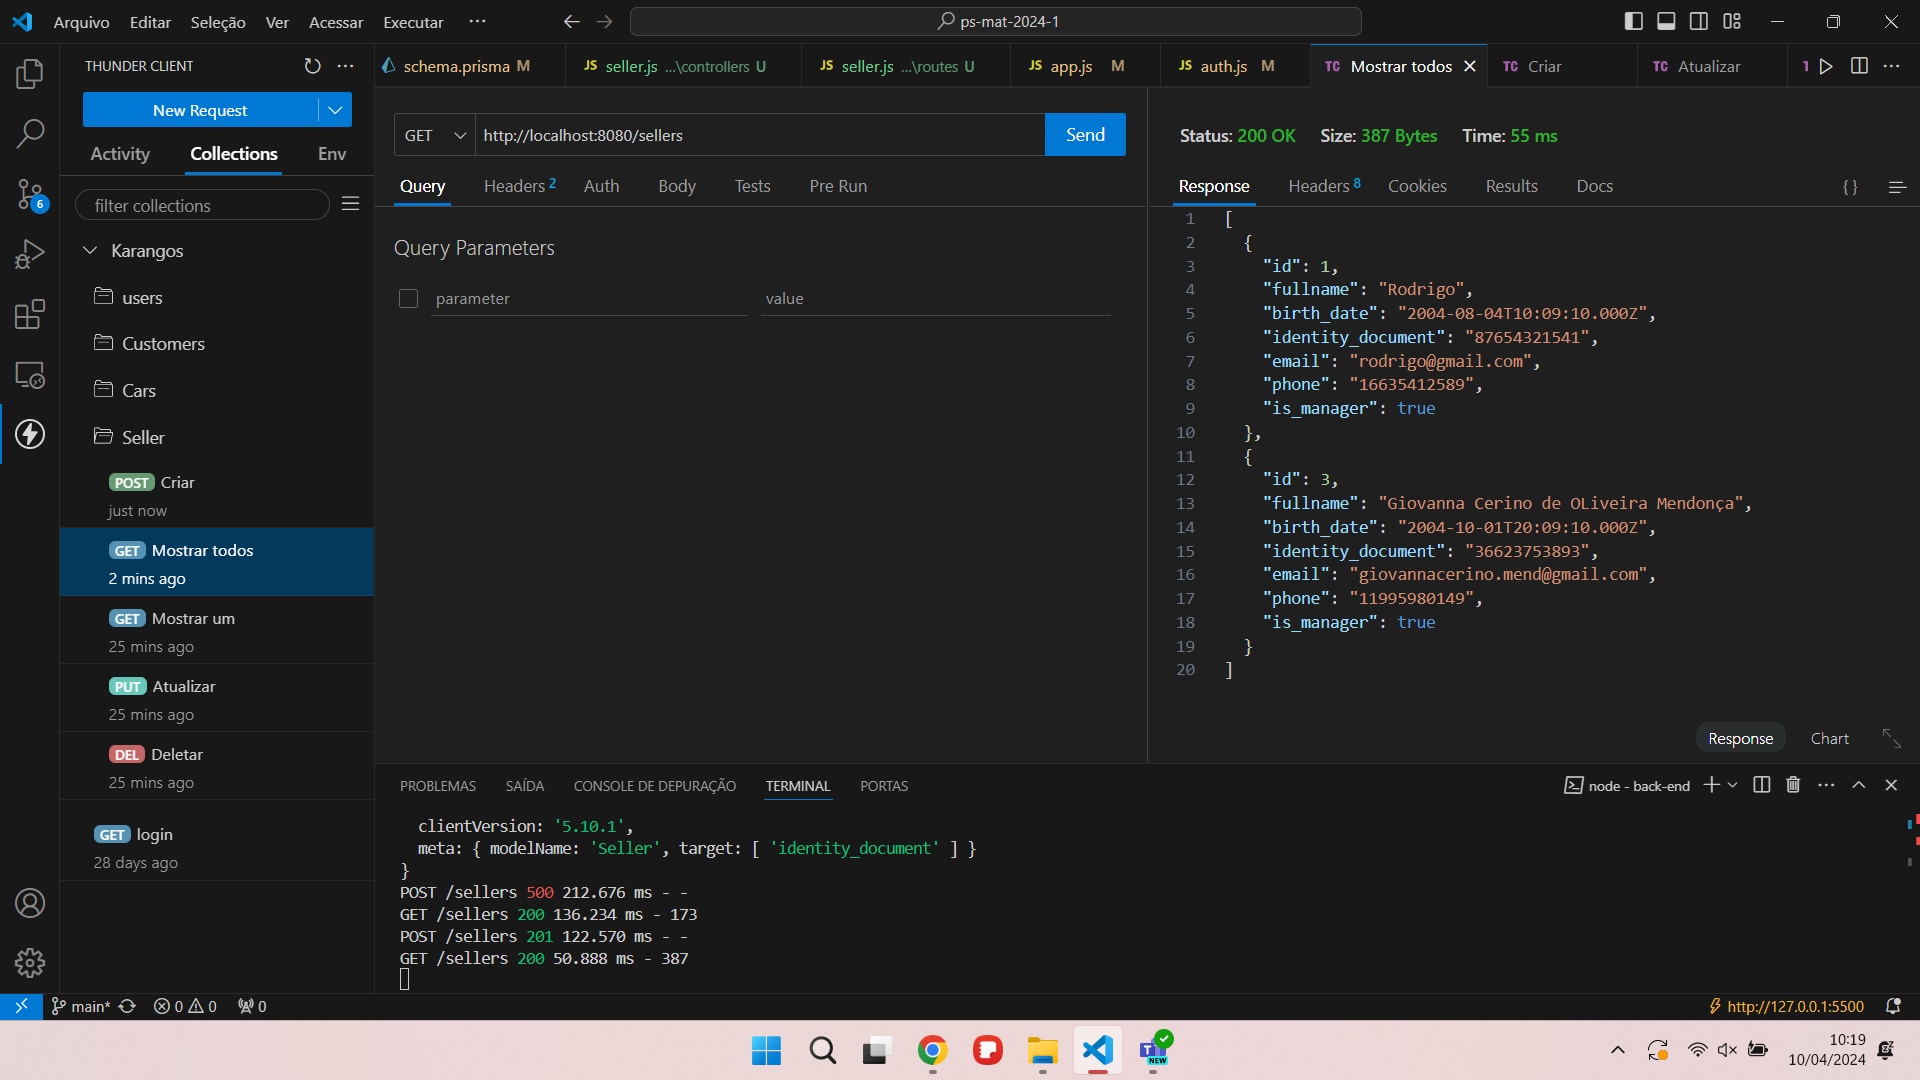 Arquivo Editar Seleção Ver Acessar Executar ··· ps-mat-2024-1
THUNDER CLIENT
New Request
Activity Collections Env
filter collections
Karangos
users
Customers
Cars
Seller
POST Criar
just now
GET Mostrar todos
2 mins ago
GET Mostrar um
25 mins ago
PUT Atualizar
25 mins ago
DEL Deletar
25 mins ago
GET login
28 days ago
schema.prisma M JS seller.js ...\controllers U JS seller.js ...\routes U JS app.js M JS auth.js M TC Mostrar todos TC Criar TC Atualizar
GET http://localhost:8080/sellers Send
Query Headers 2 Auth Body Tests Pre Run
Query Parameters
parameter value
Status: 200 OK Size: 387 Bytes Time: 55 ms
Response Headers 8 Cookies Results Docs { }
1 [
2 {
3 "id": 1,
4 "fullname": "Rodrigo",
5 "birth_date": "2004-08-04T10:09:10.000Z",
6 "identity_document": "87654321541",
7 "email": "rodrigo@gmail.com",
8 "phone": "16635412589",
9 "is_manager": true
10 },
11 {
12 "id": 3,
13 "fullname": "Giovanna Cerino de OLiveira Mendonça",
14 "birth_date": "2004-10-01T20:09:10.000Z",
15 "identity_document": "36623753893",
16 "email": "giovannacerino.mend@gmail.com",
17 "phone": "11995980149",
18 "is_manager": true
19 }
20 ]
Response Chart
PROBLEMAS SAÍDA CONSOLE DE DEPURAÇÃO TERMINAL PORTAS node - back-end
clientVersion: '5.10.1',
meta: { modelName: 'Seller', target: [ 'identity_document' ] }
}
POST /sellers 500 212.676 ms - -
GET /sellers 200 136.234 ms - 173
POST /sellers 201 122.570 ms - -
GET /sellers 200 50.888 ms - 387
6
main* 0 0 0 http://127.0.0.1:5500
NEW
10:19
10/04/2024